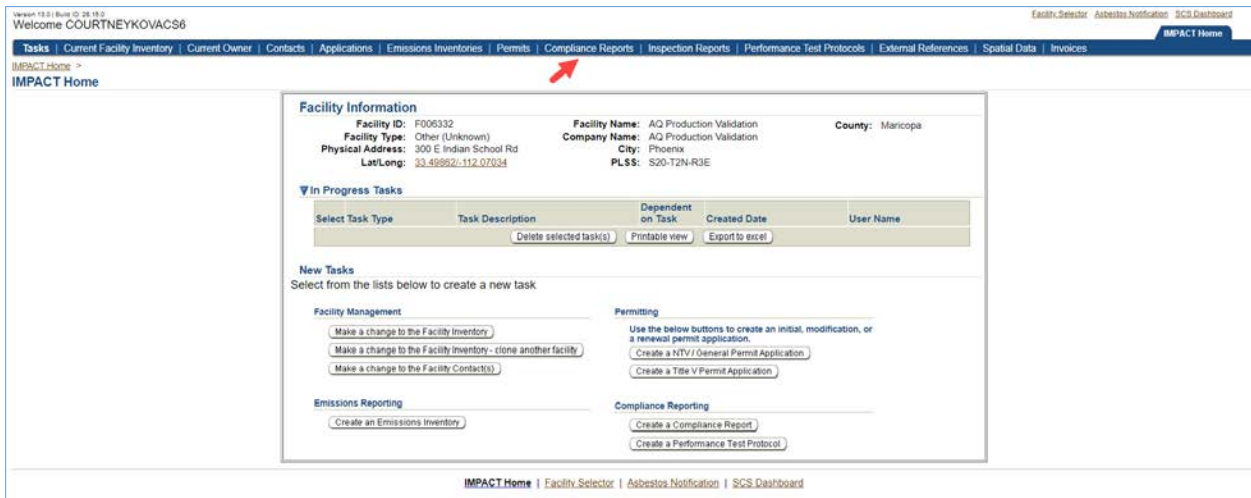 Version 13.0 | Build ID: 26.15.0
Welcome COURTNEYKOVACS6
Facility Selector Asbestos Notification SCS Dashboard
IMPACT Home
Tasks | Current Facility Inventory | Current Owner | Contacts | Applications | Emissions Inventories | Permits | Compliance Reports | Inspection Reports | Performance Test Protocols | External References | Spatial Data | Invoices
IMPACT Home >
IMPACT Home
Facility Information
Facility ID: F006332 Facility Name: AQ Production Validation County: Maricopa
Facility Type: Other (Unknown) Company Name: AQ Production Validation
Physical Address: 300 E Indian School Rd City: Phoenix
Lat/Long: 33.49862/-112.07034 PLSS: S20-T2N-R3E
In Progress Tasks
Select Task Type Task Description Dependent on Task Created Date User Name
Delete selected task(s) Printable view Export to excel
New Tasks
Select from the lists below to create a new task
Facility Management
Make a change to the Facility Inventory
Make a change to the Facility Inventory - clone another facility
Make a change to the Facility Contact(s)
Permitting
Use the below buttons to create an initial, modification, or
a renewal permit application.
Create a NTV / General Permit Application
Create a Title V Permit Application
Emissions Reporting
Create an Emissions Inventory
Compliance Reporting
Create a Compliance Report
Create a Performance Test Protocol
IMPACT Home | Facility Selector | Asbestos Notification | SCS Dashboard